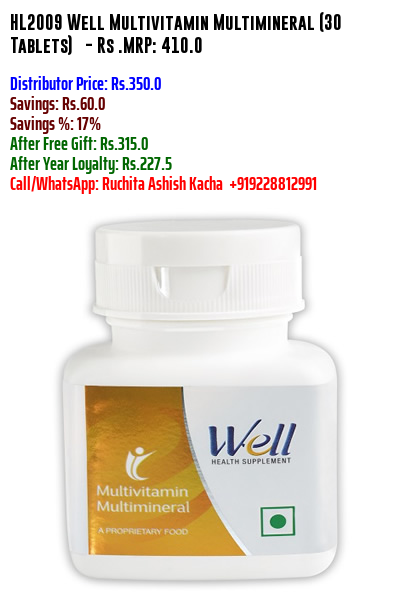 HL2009 Well Multivitamin Multimineral (30
Tablets) - Rs .MRP: 410.0
Distributor Price: Rs.350.0
Savings: Rs.60.0
Savings %: 17%
After Free Gift: Rs.315.0
After Year Loyalty: Rs.227.5
Call/WhatsApp: Ruchita Ashish Kacha +919228812991
Well
HEALTH SUPPLEMENT
Multivitamin
Multimineral
A PROPRIETARY FOOD